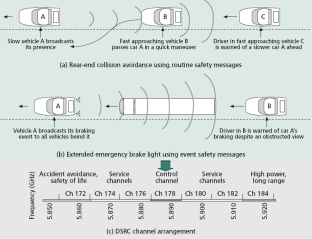 A
B
C
Slow vehicle A broadcasts
its presence
Fast approaching vehicle B
passes car A in a quick maneuver
Driver in fast approaching vehicle C
is warned of a slower car A ahead
(a) Rear-end collision avoidance using routine safety messages
A
B
Vehicle A broadcasts its braking
event to all vehicles beind it
Driver in B is warned of car A's
braking despite an obstructed view
(b) Extended emergency brake light using event safety messages
Accident avoidance,
safety of life
Service
channels
Control
channel
Service
channels
High power,
long range
Ch 172
Ch 174
Ch 176
Ch 178
Ch 180
Ch 182
Ch 184
Frequency (GHz)
5.850
5.860
5.870
5.880
5.890
5.900
5.910
5.920
(c) DSRC channel arrangement